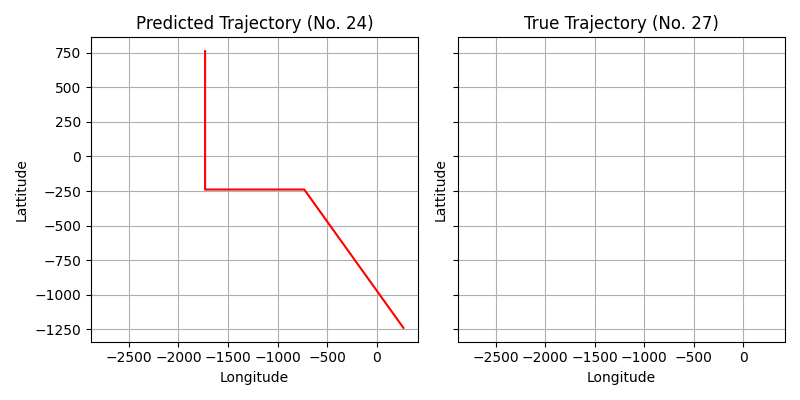 Predicted Trajectory (No. 24)
True Trajectory (No. 27)
750
500
250
0
−250
−500
−750
−1000
−1250
Lattitude
Lattitude
−2500 −2000 −1500 −1000 −500 0
−2500 −2000 −1500 −1000 −500 0
Longitude
Longitude